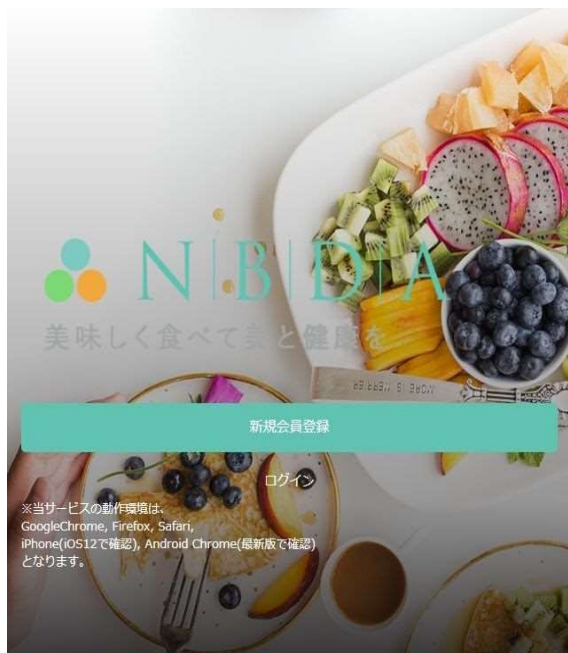 N|B|D|A
美味しく食べて美と健康を
MORE IS MERRIER
新規会員登録
ログイン
※当サービスの動作環境は、
GoogleChrome, Firefox, Safari,
iPhone(iOS12で確認), Android Chrome(最新版で確認)
となります。